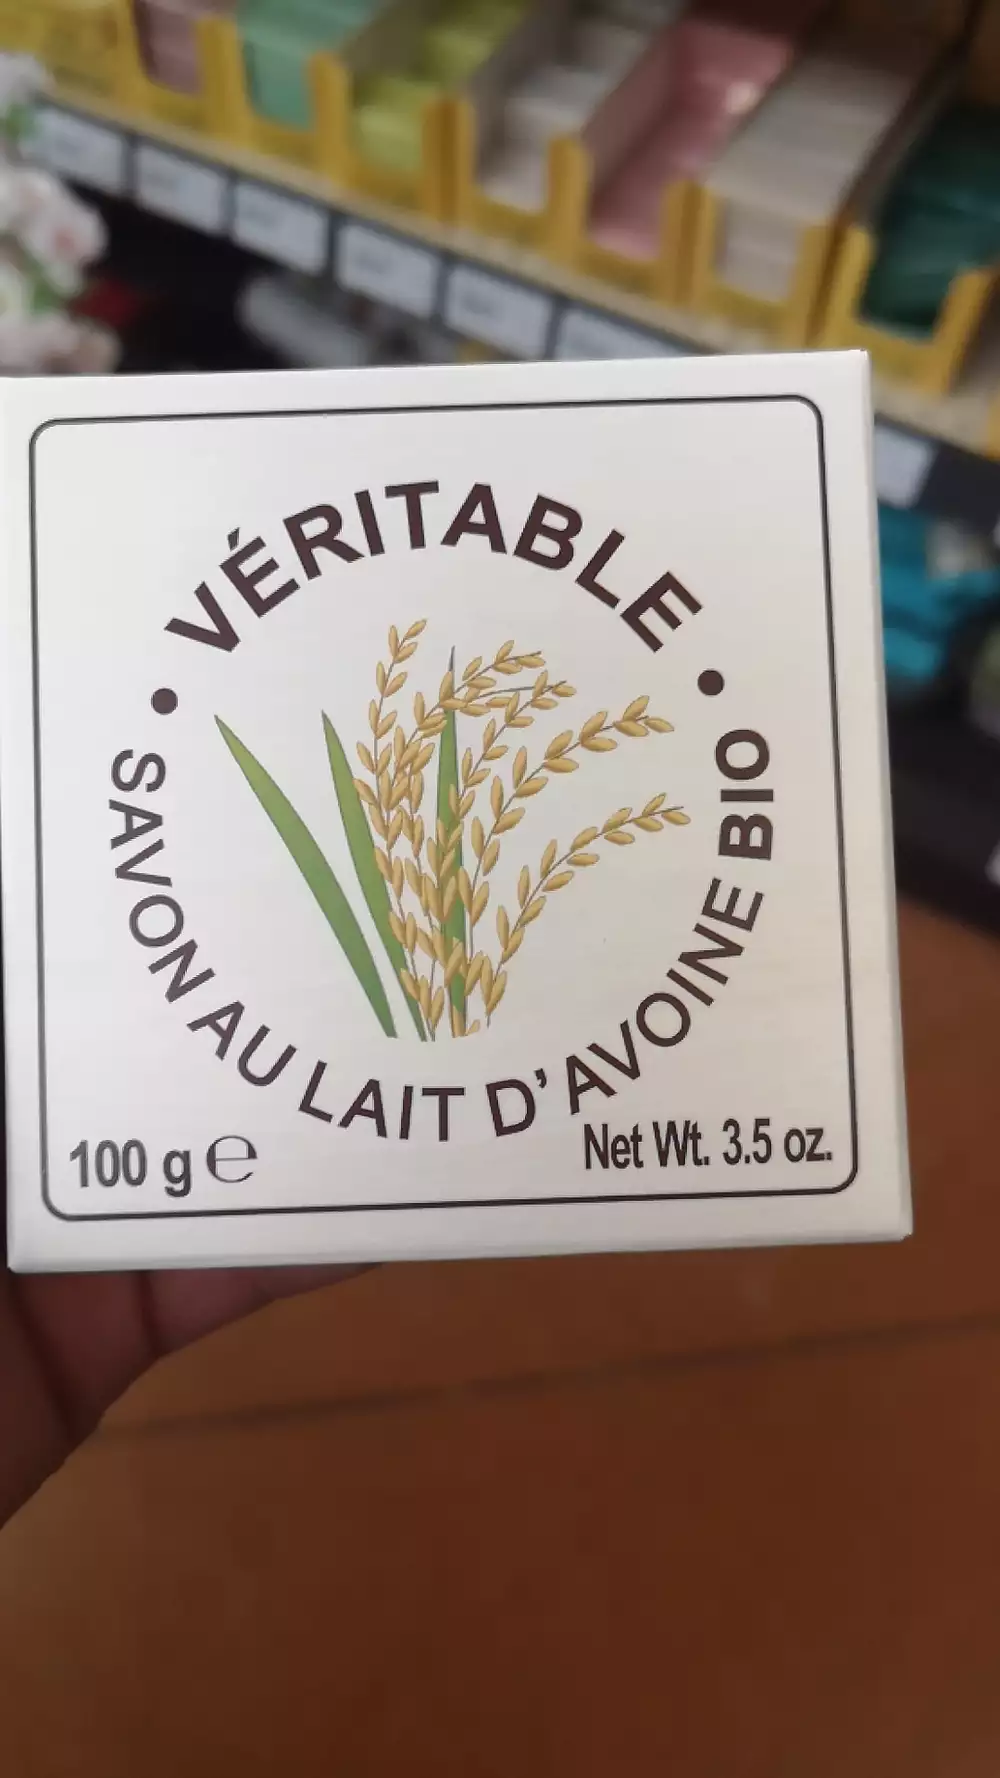 • VÉRITABLE •
SAVON AU LAIT D'AVOINE BIO
100 g ℮
Net Wt. 3.5 oz.